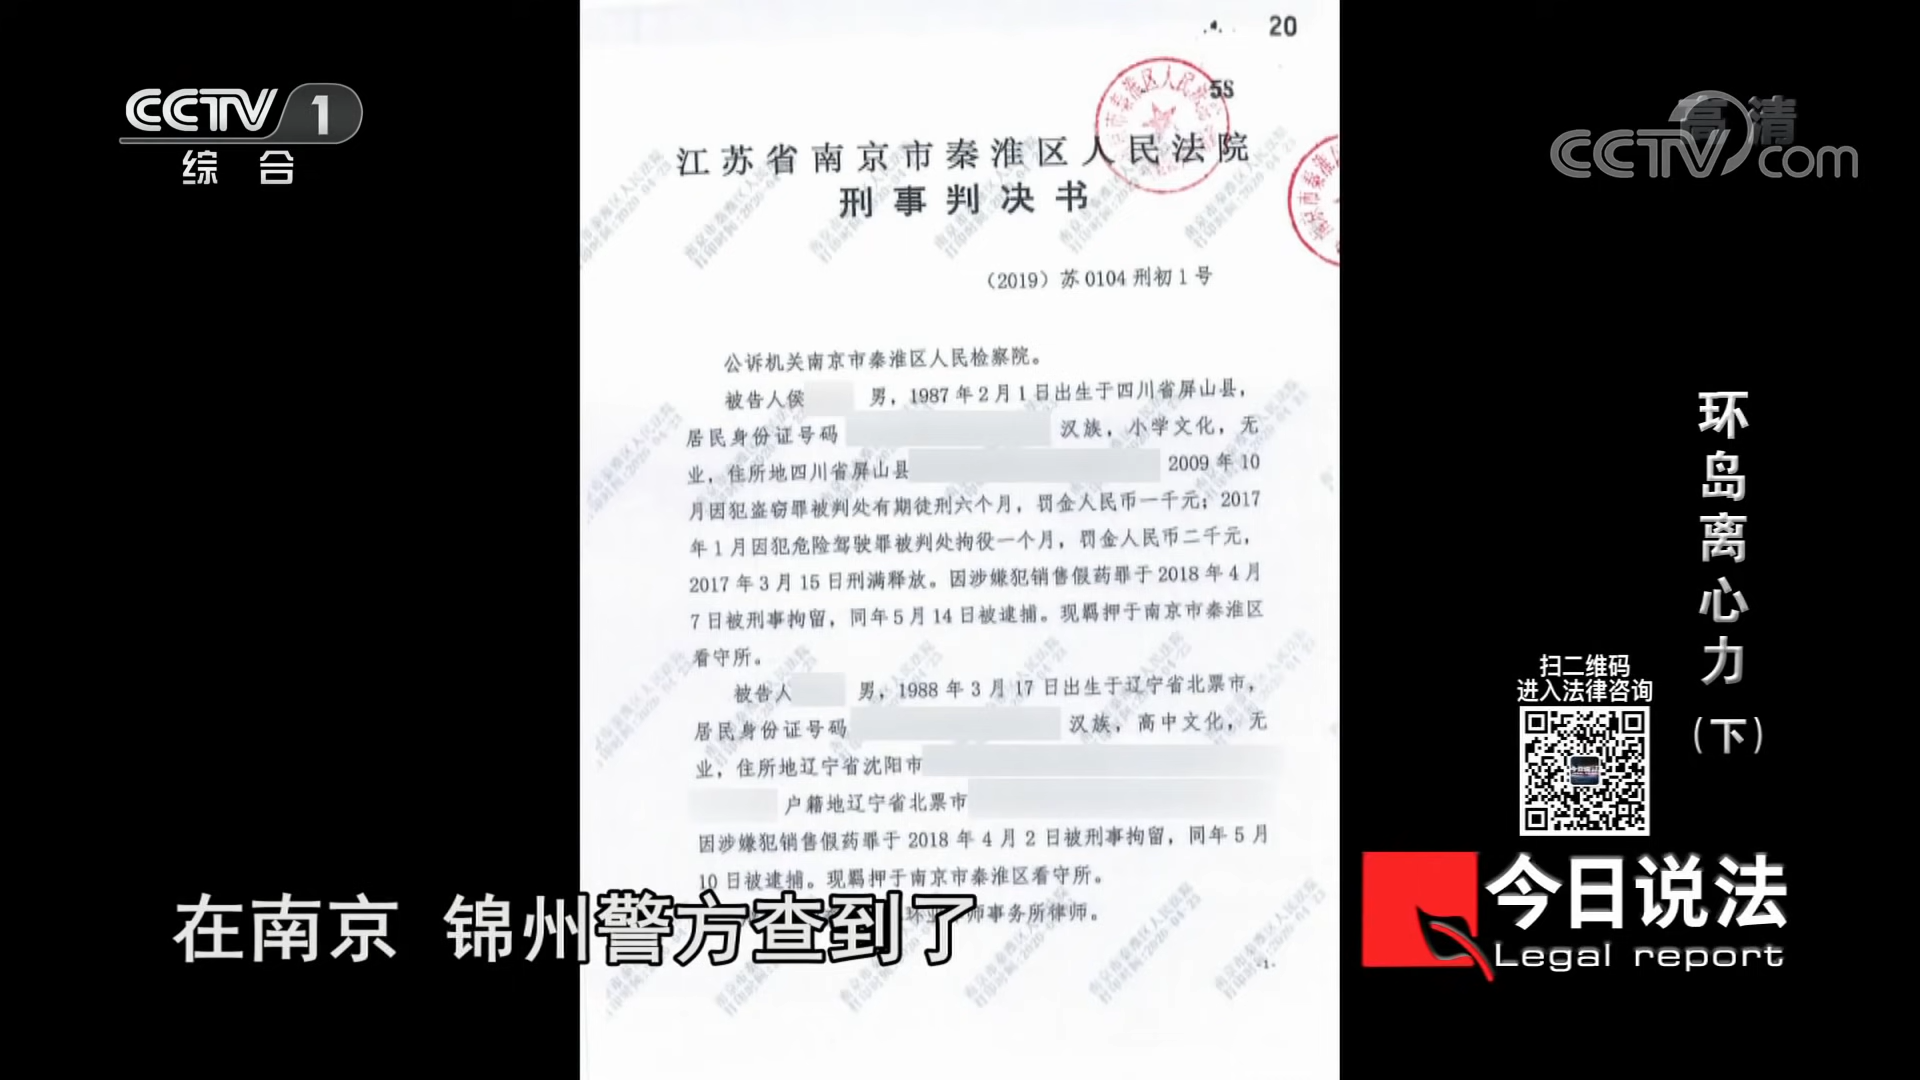 CCTV 1
综 合
高清
CCTV.com
20
5S
江苏省南京市秦淮区人民法院
刑事判决书
（2019）苏0104刑初1号
公诉机关南京市秦淮区人民检察院。
被告人侯 男，1987年2月1日出生于四川省屏山县，
居民身份证号码 汉族，小学文化，无
业，住所地四川省屏山县 2009年10
月因犯盗窃罪被判处有期徒刑六个月，罚金人民币一千元；2017
年1月因犯危险驾驶罪被判处拘役一个月，罚金人民币二千元，
2017年3月15日刑满释放。因涉嫌犯销售假药罪于2018年4月
7日被刑事拘留，同年5月14日被逮捕。现羁押于南京市秦淮区
看守所。
被告人 男，1988年3月17日出生于辽宁省北票市，
居民身份证号码 汉族，高中文化，无
业，住所地辽宁省沈阳市
户籍地辽宁省北票市
因涉嫌犯销售假药罪于2018年4月2日被刑事拘留，同年5月
10日被逮捕。现羁押于南京市秦淮区看守所。
师事务所律师。
-1-
在南京 锦州警方查到了
环岛离心力
（下）
扫二维码
进入法律咨询
今日说法
Legal report